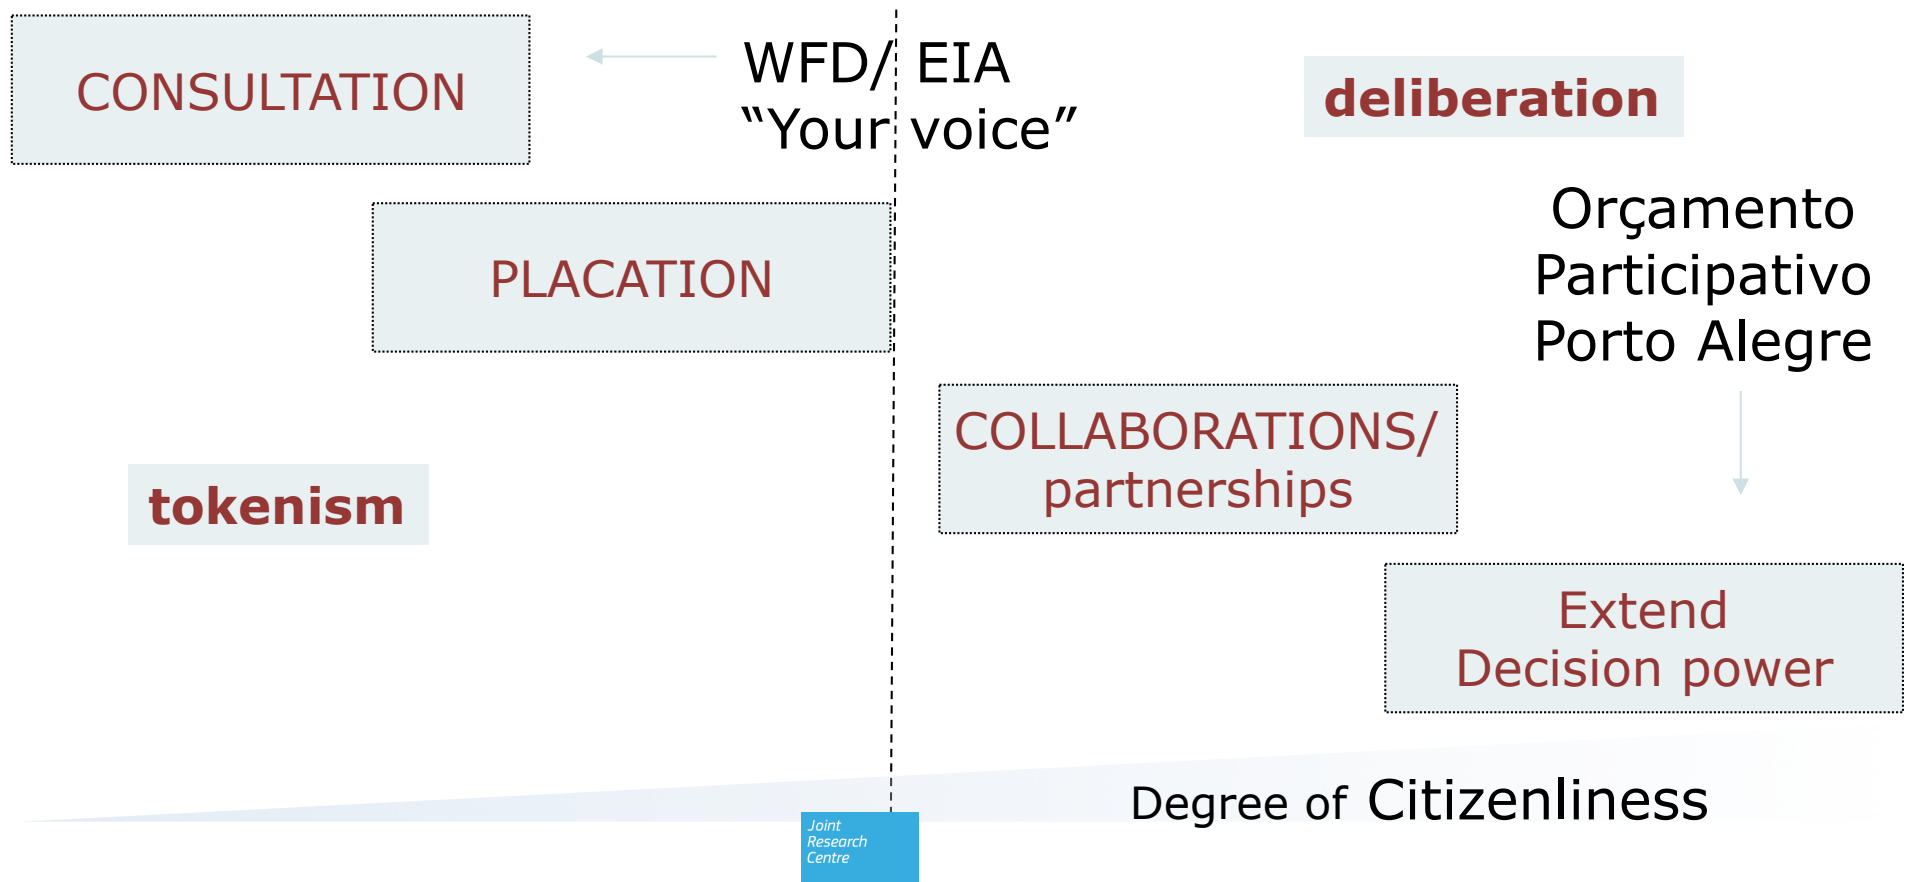 CONSULTATION
WFD/ EIA
“Your voice”
deliberation
PLACATION
Orçamento
Participativo
Porto Alegre
COLLABORATIONS/
partnerships
tokenism
Extend
Decision power
Degree of Citizenliness
Joint
Research
Centre